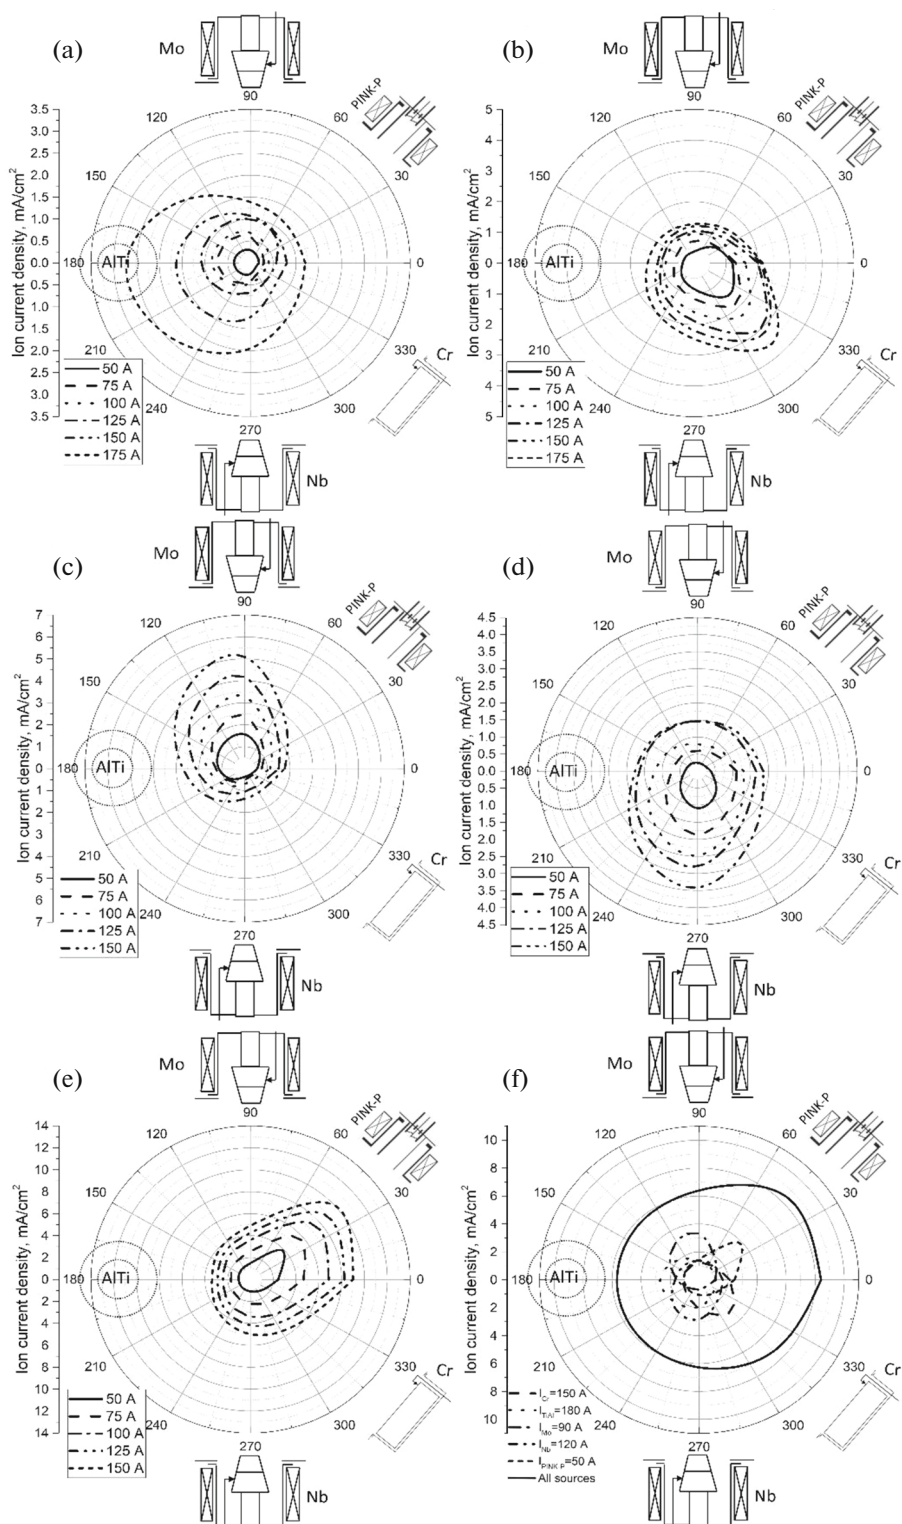 (a)
Mo
90
PINK-P
3.5
120
60
3.0
2.5
150
30
2.0
1.5
1.0
0.5
0.0
180
AlTi
0
0.5
1.0
1.5
2.0
210
330
Cr
2.5
3.0
3.5
240
300
270
Nb
Ion current density, mA/cm²
50 A
75 A
100 A
125 A
150 A
175 A
(b)
Mo
90
PINK-P
5
120
60
4
150
30
3
2
1
0
180
AlTi
0
1
2
210
330
Cr
3
4
5
240
300
270
Nb
Ion current density, mA/cm²
50 A
75 A
100 A
125 A
150 A
175 A
(c)
Mo
90
PINK-P
7
120
60
6
5
150
30
4
3
2
1
0
180
AlTi
0
1
2
3
4
210
330
Cr
5
6
7
240
300
270
Nb
Ion current density, mA/cm²
50 A
75 A
100 A
125 A
150 A
(d)
Mo
90
PINK-P
4.5
120
60
4.0
3.5
3.0
150
30
2.5
2.0
1.5
1.0
0.5
0.0
180
AlTi
0
0.5
1.0
1.5
2.0
2.5
210
330
Cr
3.0
3.5
4.0
4.5
240
300
270
Nb
Ion current density, mA/cm²
50 A
75 A
100 A
125 A
150 A
(e)
Mo
90
PINK-P
14
120
60
12
10
150
30
8
6
4
2
0
180
AlTi
0
2
4
6
8
210
330
Cr
10
12
14
240
300
270
Nb
Ion current density, mA/cm²
50 A
75 A
100 A
125 A
150 A
(f)
Mo
90
PINK-P
10
120
60
8
150
30
6
4
2
0
180
AlTi
0
2
4
6
210
330
Cr
8
10
240
300
270
Nb
Ion current density, mA/cm²
I_Cr=150 A
I_TiAl=180 A
I_Mo=90 A
I_Nb=120 A
I_PINK P=50 A
All sources